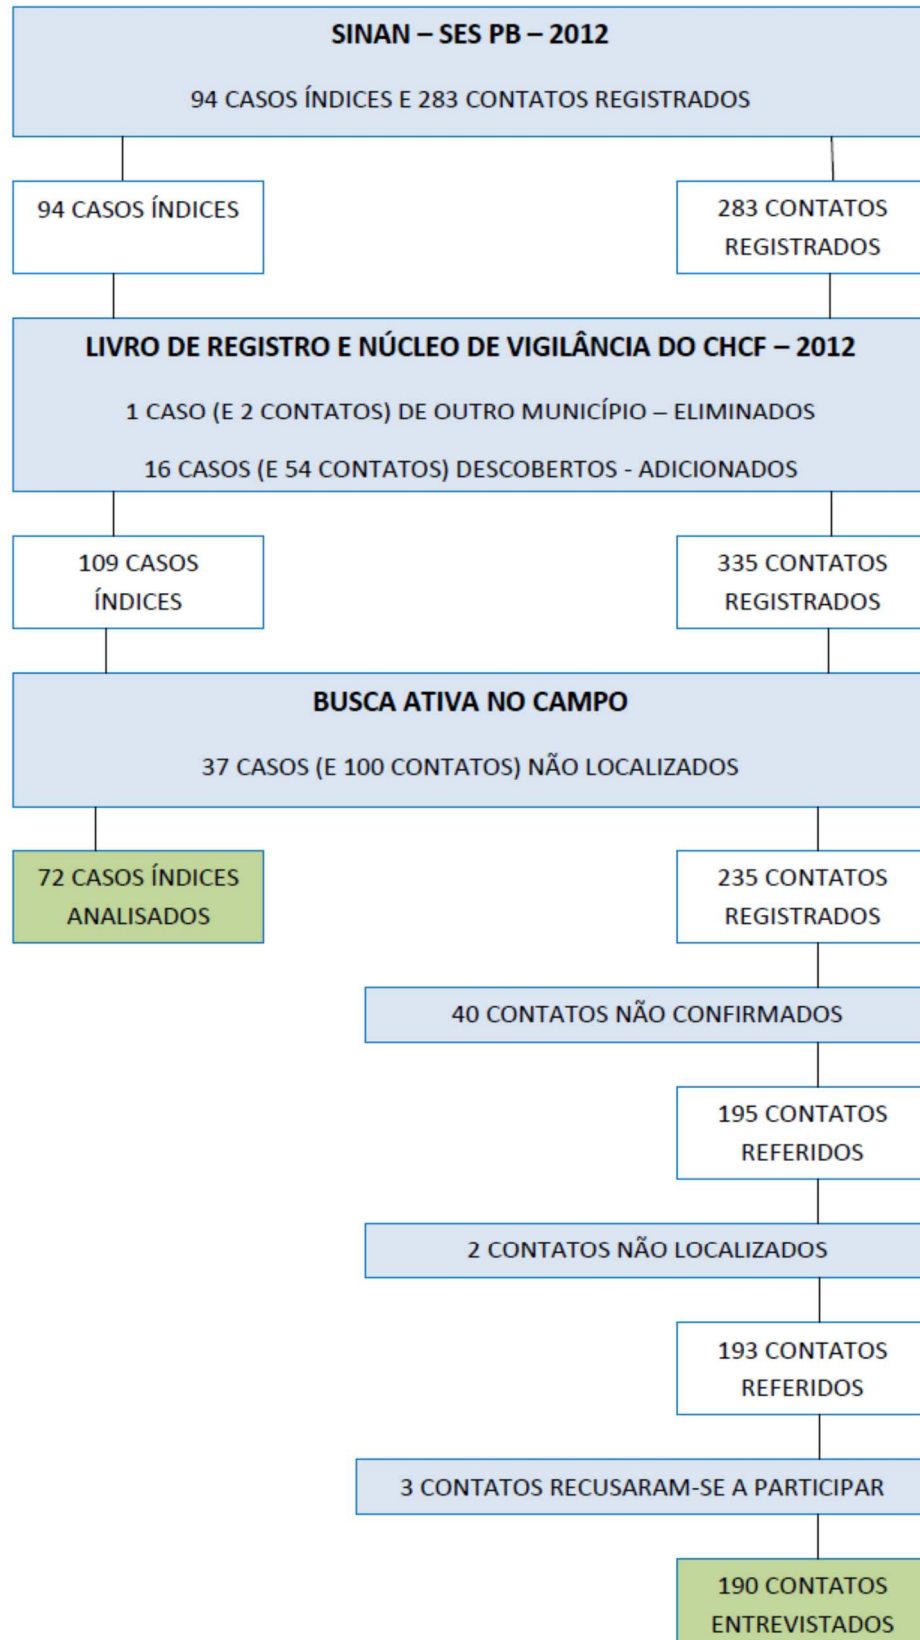 SINAN – SES PB – 2012
94 CASOS ÍNDICES E 283 CONTATOS REGISTRADOS
94 CASOS ÍNDICES
283 CONTATOS
REGISTRADOS
LIVRO DE REGISTRO E NÚCLEO DE VIGILÂNCIA DO CHCF – 2012
1 CASO (E 2 CONTATOS) DE OUTRO MUNICÍPIO – ELIMINADOS
16 CASOS (E 54 CONTATOS) DESCOBERTOS - ADICIONADOS
109 CASOS
ÍNDICES
335 CONTATOS
REGISTRADOS
BUSCA ATIVA NO CAMPO
37 CASOS (E 100 CONTATOS) NÃO LOCALIZADOS
72 CASOS ÍNDICES
ANALISADOS
235 CONTATOS
REGISTRADOS
40 CONTATOS NÃO CONFIRMADOS
195 CONTATOS
REFERIDOS
2 CONTATOS NÃO LOCALIZADOS
193 CONTATOS
REFERIDOS
3 CONTATOS RECUSARAM-SE A PARTICIPAR
190 CONTATOS
ENTREVISTADOS